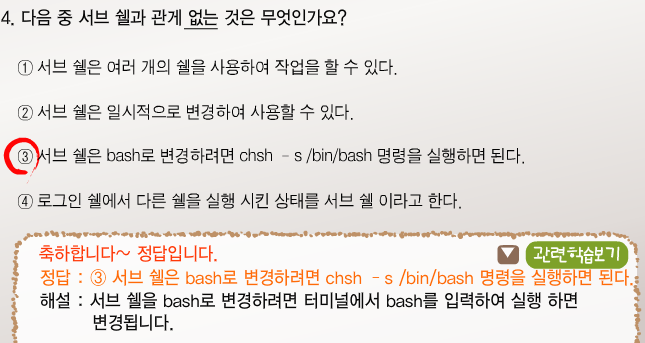 4. 다음 중 서브 쉘과 관게 없는 것은 무엇인가요?
① 서브 쉘은 여러 개의 쉘을 사용하여 작업을 할 수 있다.
② 서브 쉘은 일시적으로 변경하여 사용할 수 있다.
③ 서브 쉘은 bash로 변경하려면 chsh -s /bin/bash 명령을 실행하면 된다.
④ 로그인 쉘에서 다른 쉘을 실행 시킨 상태를 서브 쉘 이라고 한다.
축하합니다~ 정답입니다.
관련학습보기
정답 : ③ 서브 쉘은 bash로 변경하려면 chsh -s /bin/bash 명령을 실행하면 된다.
해설 : 서브 쉘을 bash로 변경하려면 터미널에서 bash를 입력하여 실행 하면
변경됩니다.